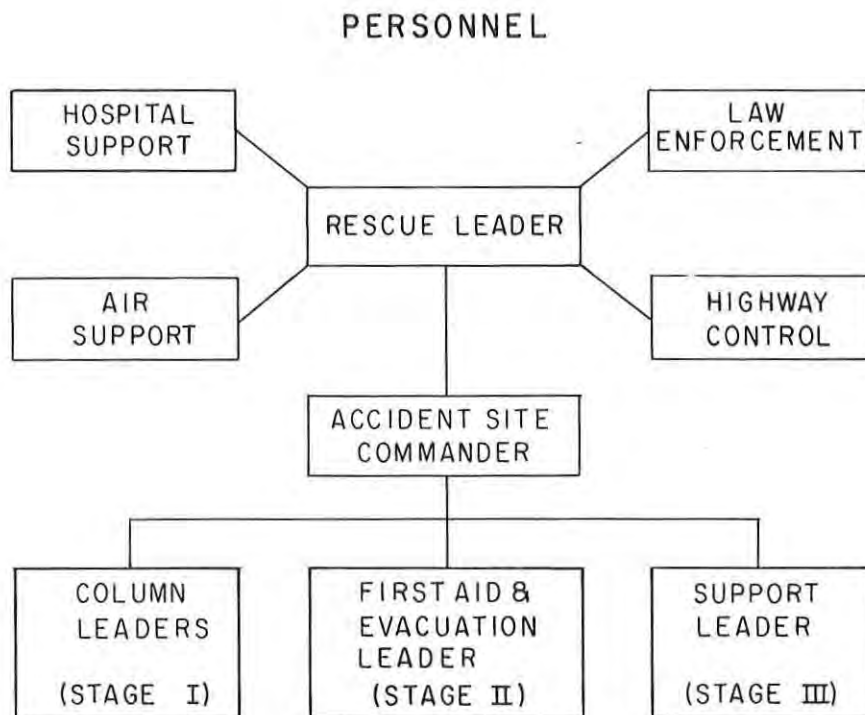 PERSONNEL
HOSPITAL
SUPPORT
LAW
ENFORCEMENT
RESCUE LEADER
AIR
SUPPORT
HIGHWAY
CONTROL
ACCIDENT SITE
COMMANDER
COLUMN
LEADERS
(STAGE I)
FIRST AID &
EVACUATION
LEADER
(STAGE II)
SUPPORT
LEADER
(STAGE III)